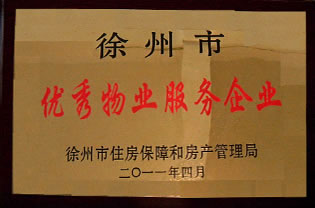 徐州市
优秀物业服务企业
徐州市住房保障和房产管理局
二〇一一年四月